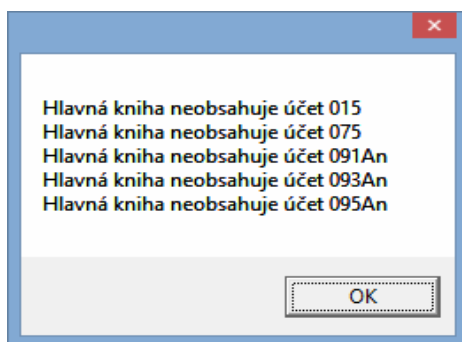 Hlavná kniha neobsahuje účet 015
Hlavná kniha neobsahuje účet 075
Hlavná kniha neobsahuje účet 091An
Hlavná kniha neobsahuje účet 093An
Hlavná kniha neobsahuje účet 095An
OK